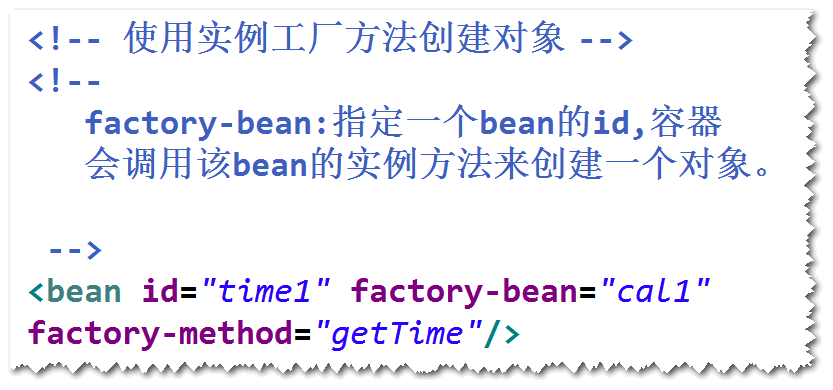 <!-- 使用实例工厂方法创建对象 -->
<!--
factory-bean:指定一个bean的id,容器
会调用该bean的实例方法来创建一个对象。
-->
<bean id="time1" factory-bean="cal1"
factory-method="getTime"/>